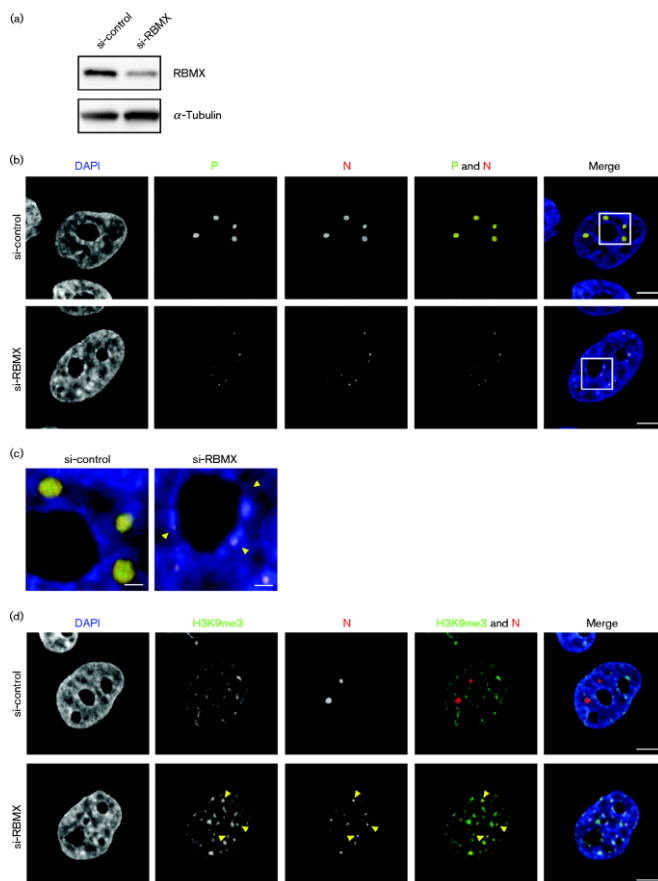 (a)
si-control si-RBMX
RBMX
α-Tubulin
(b)
DAPI P N P and N Merge
si-control
si-RBMX
(c)
si-control si-RBMX
(d)
DAPI H3K9me3 N H3K9me3 and N Merge
si-control
si-RBMX